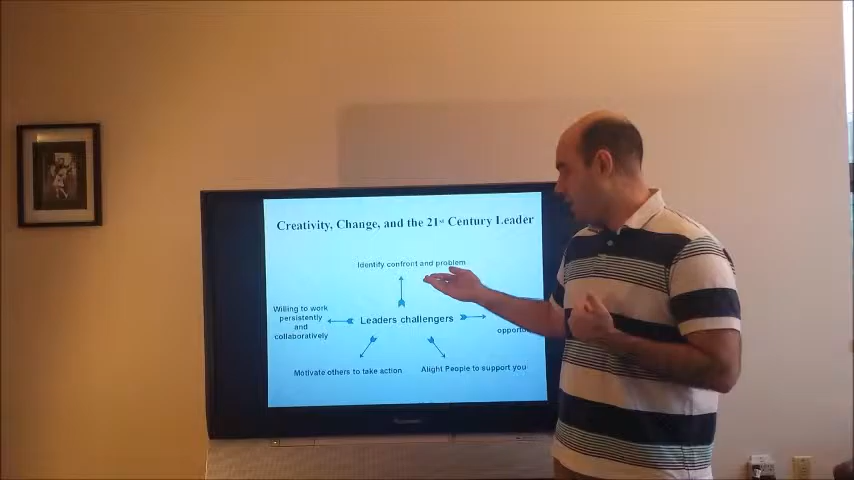 Creativity, Change, and the 21st Century Leader
Identify confront and problem
Willing to work
persistently
and
collaboratively
Leaders challengers
Motivate others to take action
Alight People to support you